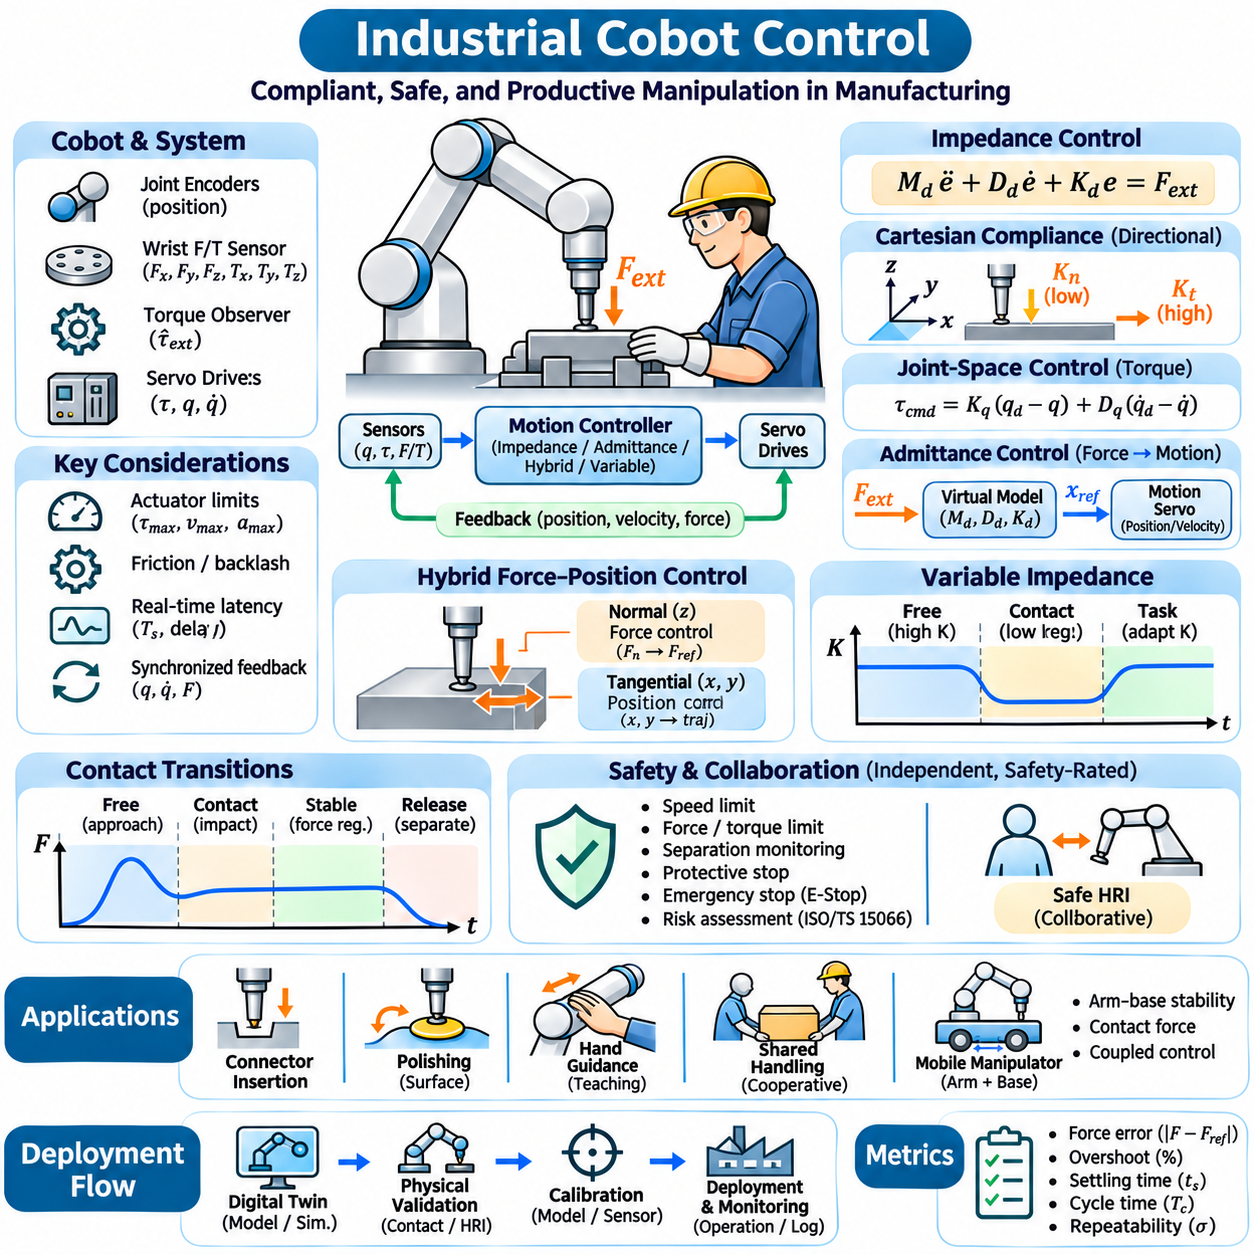 Industrial Cobot Control
Compliant, Safe, and Productive Manipulation in Manufacturing
Cobot & System
Joint Encoders
(position)
Wrist F/T Sensor
(Fx, Fy, Fz, Tx, Ty, Tz)
Torque Observer
(τ̂ext)
Servo Drive:s
(τ, q, q̇)
Key Considerations
Actuator limits
(τmax, υmax, amax)
Friction / backlash
Real-time latency
(Ts,
Synchronized feedback
(q, q̇, F)
Fext
Sensors
(q, τ, F/T)
Motion Controller
(Impedance / Admittance /
Hybrid / Variable)
Servo
Drives
Feedback (position, velocity, force)
Impedance Control
Md ë + Dd ė + Kd e = Fext
Cartesian Compliance (Directional)
z
y
x
Kn
(low)
Kt
(high)
Joint-Space Control (Torque)
τcmd = Kq (qd − q) + Dq (q̇d − q̇)
Admittance Control (Force → Motion)
Fext
Virtual Model
(Md, Dd, Kd)
xref
Motion
Servo
(Position/Velocity)
Hybrid Force–Position Control
Normal (z)
Force control
(Fn → Fref)
Tangential (x, y)
Position
(x, y → traj)
Variable Impedance
K
Free
(high K)
Contact
(low
Task
(adapt K)
t
Contact Transitions
F
Free
(approach)
Contact
(impact)
Stable
(force reg.)
Release
(separate)
t
Safety & Collaboration (Independent, Safety-Rated)
• Speed limit
• Force / torque limit
• Separation monitoring
• Protective stop
• Emergency stop (E-Stop)
• Risk assessment (ISO/TS 15066)
Safe HRI
(Collborative)
Applications
Connector
Insertion
Polishing
(Surface)
Hand
Guidance
(Teaching)
Shared
Handling
(Cooperative)
Mobile Manipulator
(Arm + Base)
• Arm-base stability
• Contact force
• Coupled control
Deployment
Flow
Digital Twin
(Model / Sim.)
Physical
Validation
(Contact / HRI)
Calibration
(Model / Sensor)
Deployment
& Monitoring
(Operation / Log)
Metrics
• Force error (|F − Fref|)
• Overshoot (%)
• Settling time (ts)
• Cycle time (Tc)
• Repeatability (σ)